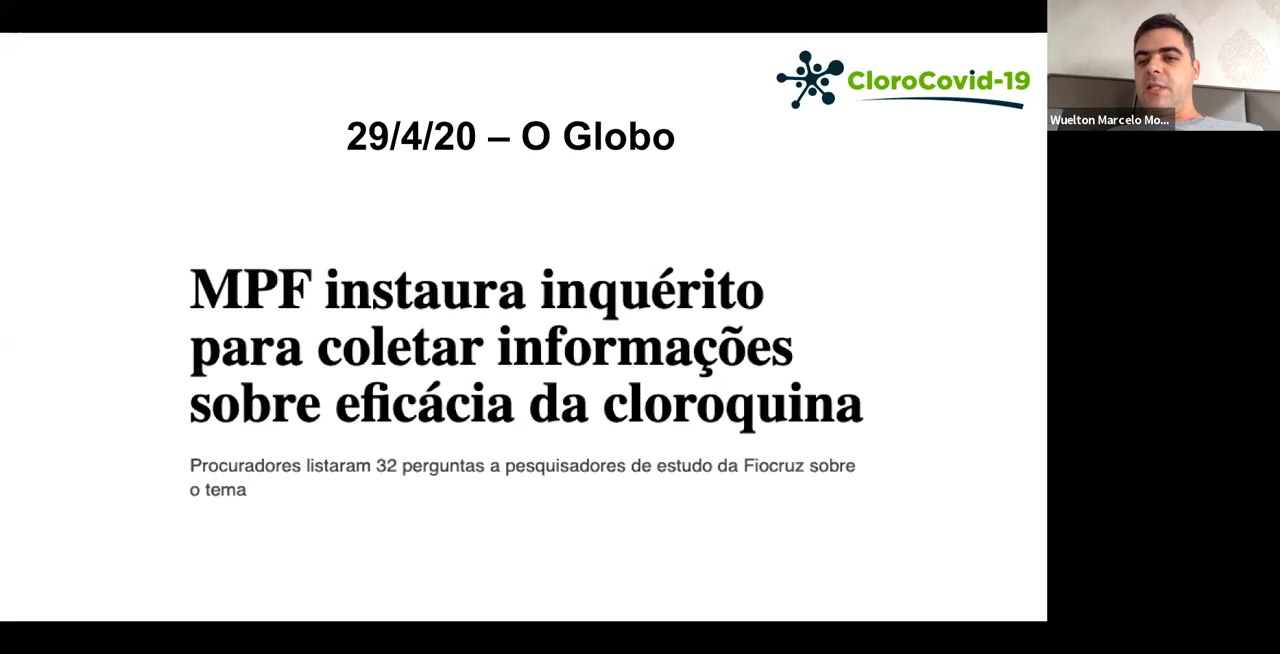 CloroCovid-19
29/4/20 – O Globo
MPF instaura inquérito
para coletar informações
sobre eficácia da cloroquina
Procuradores listaram 32 perguntas a pesquisadores de estudo da Fiocruz sobre
o tema
Wuelton Marcelo Mo...